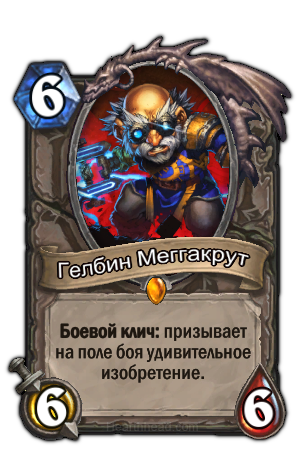 6
Гелбин Меггакрут
Боевой клич: призывает
на поле боя удивительное
изобретение.
6
6